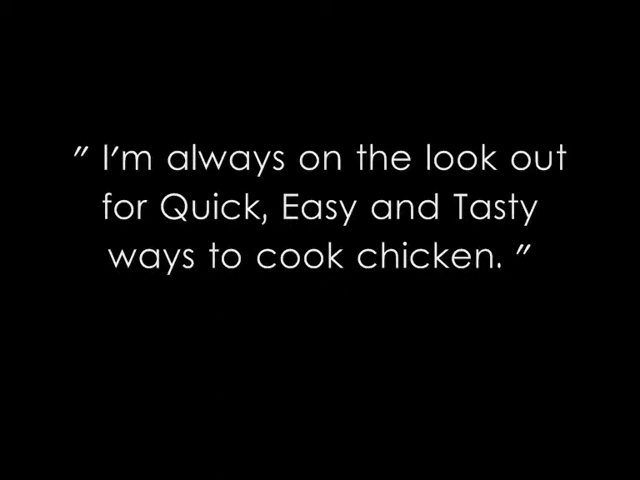 " I'm always on the look out
for Quick, Easy and Tasty
ways to cook chicken. "